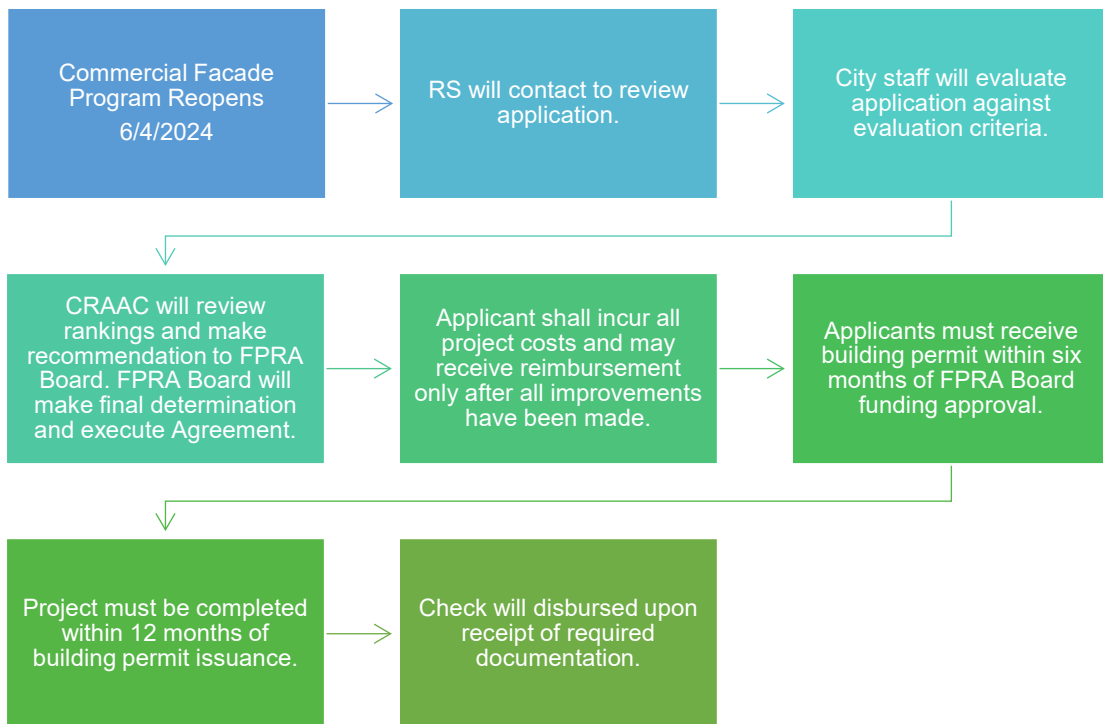 Commercial Facade
Program Reopens
6/4/2024
RS will contact to review
application.
City staff will evaluate
application against
evaluation criteria.
CRAAC will review
rankings and make
recommendation to FPRA
Board. FPRA Board will
make final determination
and execute Agreement.
Applicant shall incur all
project costs and may
receive reimbursement
only after all improvements
have been made.
Applicants must receive
building permit within six
months of FPRA Board
funding approval.
Project must be completed
within 12 months of
building permit issuance.
Check will disbursed upon
receipt of required
documentation.